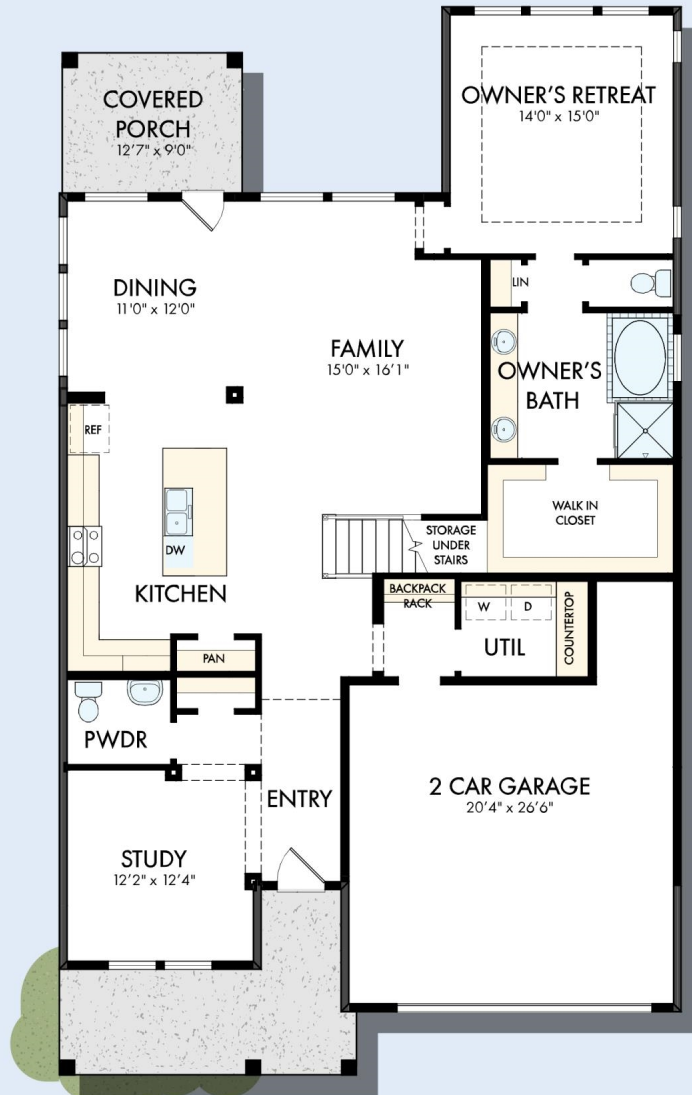 COVERED
PORCH
12'7" x 9'0"
OWNER'S RETREAT
14'0" x 15'0"
DINING
11'0" x 12'0"
LIN
FAMILY
15'0" x 16'1"
OWNER'S
BATH
REF
WALK IN
CLOSET
STORAGE
UNDER
STAIRS
DW
KITCHEN
BACKPACK
RACK
W
D
COUNTERTOP
UTIL
PAN
PWDR
ENTRY
2 CAR GARAGE
20'4" x 26'6"
STUDY
12'2" x 12'4"